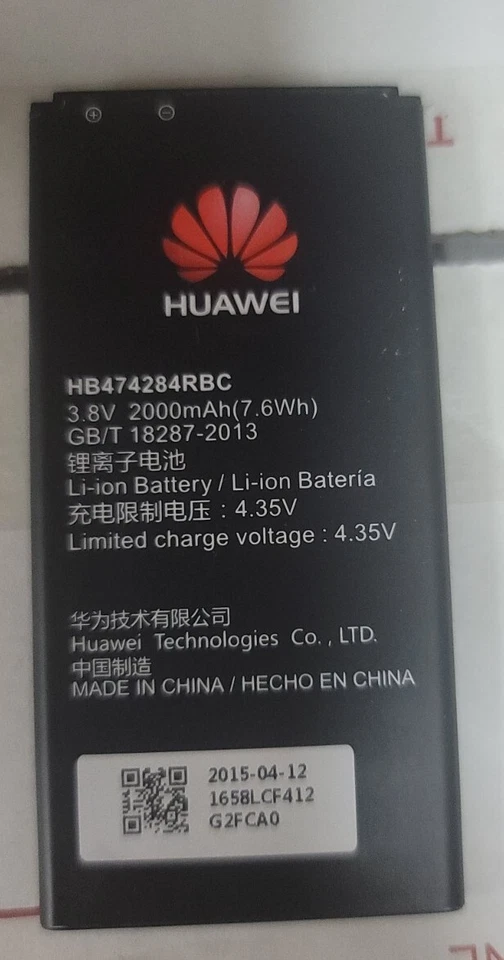 HUAWEI
HB474284RBC
3.8V 2000mAh(7.6Wh)
GB/T 18287-2013
锂离子电池
Li-ion Battery / Li-ion Batería
充电限制电压：4.35V
Limited charge voltage : 4.35V
华为技术有限公司
Huawei Technologies Co. , LTD.
中国制造
MADE IN CHINA / HECHO EN CHINA
2015-04-12
1658LCF412
G2FCA0